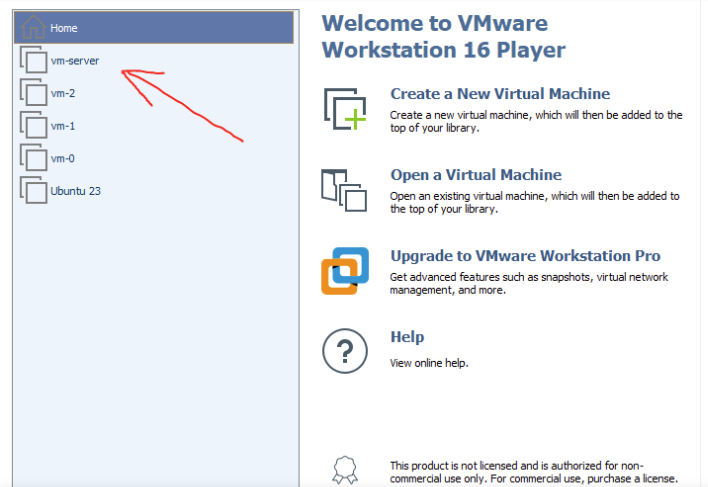 Home
vm-server
vm-2
vm-1
vm-0
Ubuntu 23
Welcome to VMware
Workstation 16 Player
Create a New Virtual Machine
Create a new virtual machine, which will then be added to the
top of your library.
Open a Virtual Machine
Open an existing virtual machine, which will then be added to
the top of your library.
Upgrade to VMware Workstation Pro
Get advanced features such as snapshots, virtual network
management, and more.
Help
?
View online help.
This product is not licensed and is authorized for non-
commercial use only. For commercial use, purchase a license.